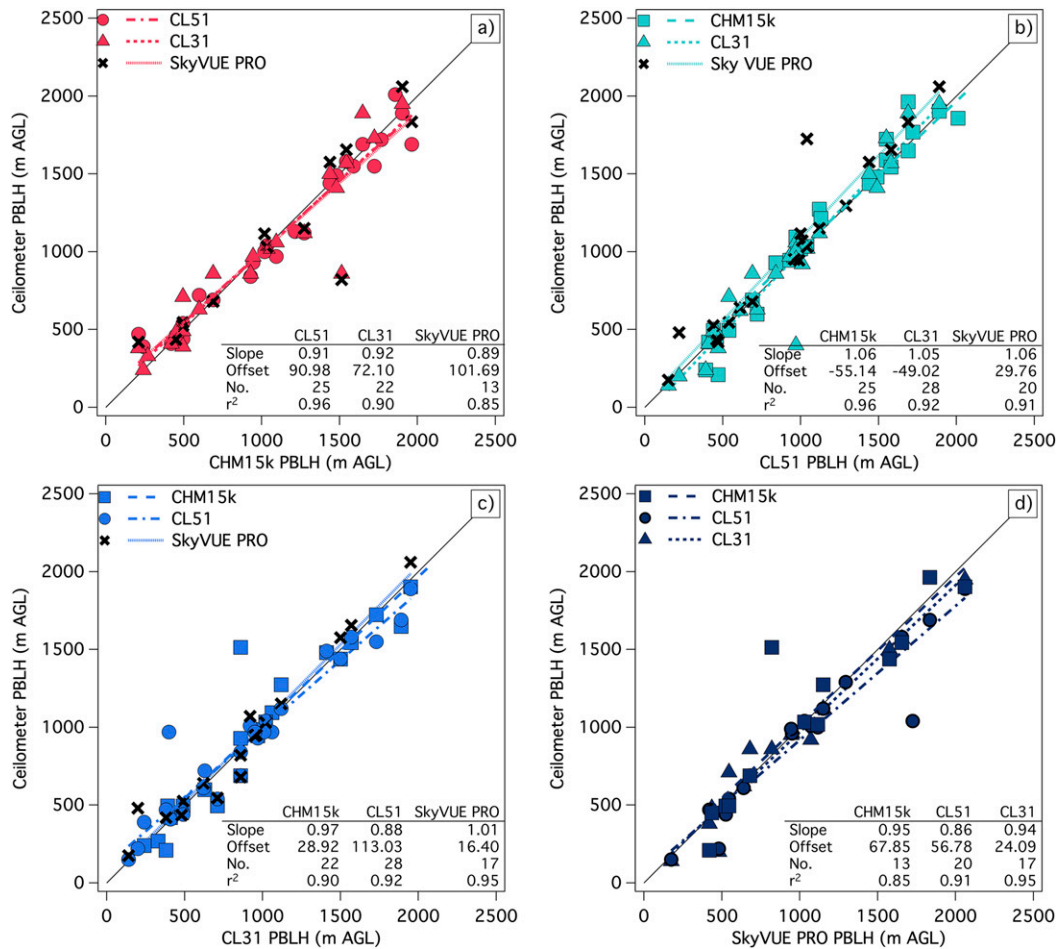 a)
CL51
CL31
SkyVUE PRO
Ceilometer PBLH (m AGL)
2500
2000
1500
1000
500
0
CL51 CL31 SkyVUE PRO
Slope 0.91 0.92 0.89
Offset 90.98 72.10 101.69
No. 25 22 13
r² 0.96 0.90 0.85
0 500 1000 1500 2000 2500
CHM15k PBLH (m AGL)
b)
CHM15k
CL31
Sky VUE PRO
Ceilometer PBLH (m AGL)
2500
2000
1500
1000
500
0
CHM15k CL31 SkyVUE PRO
Slope 1.06 1.05 1.06
Offset -55.14 -49.02 29.76
No. 25 28 20
r² 0.96 0.92 0.91
0 500 1000 1500 2000 2500
CL51 PBLH (m AGL)
c)
CHM15k
CL51
SkyVUE PRO
Ceilometer PBLH (m AGL)
2500
2000
1500
1000
500
0
CHM15k CL51 SkyVUE PRO
Slope 0.97 0.88 1.01
Offset 28.92 113.03 16.40
No. 22 28 17
r² 0.90 0.92 0.95
0 500 1000 1500 2000 2500
CL31 PBLH (m AGL)
d)
CHM15k
CL51
CL31
Ceilometer PBLH (m AGL)
2500
2000
1500
1000
500
0
CHM15k CL51 CL31
Slope 0.95 0.86 0.94
Offset 67.85 56.78 24.09
No. 13 20 17
r² 0.85 0.91 0.95
0 500 1000 1500 2000 2500
SkyVUE PRO PBLH (m AGL)